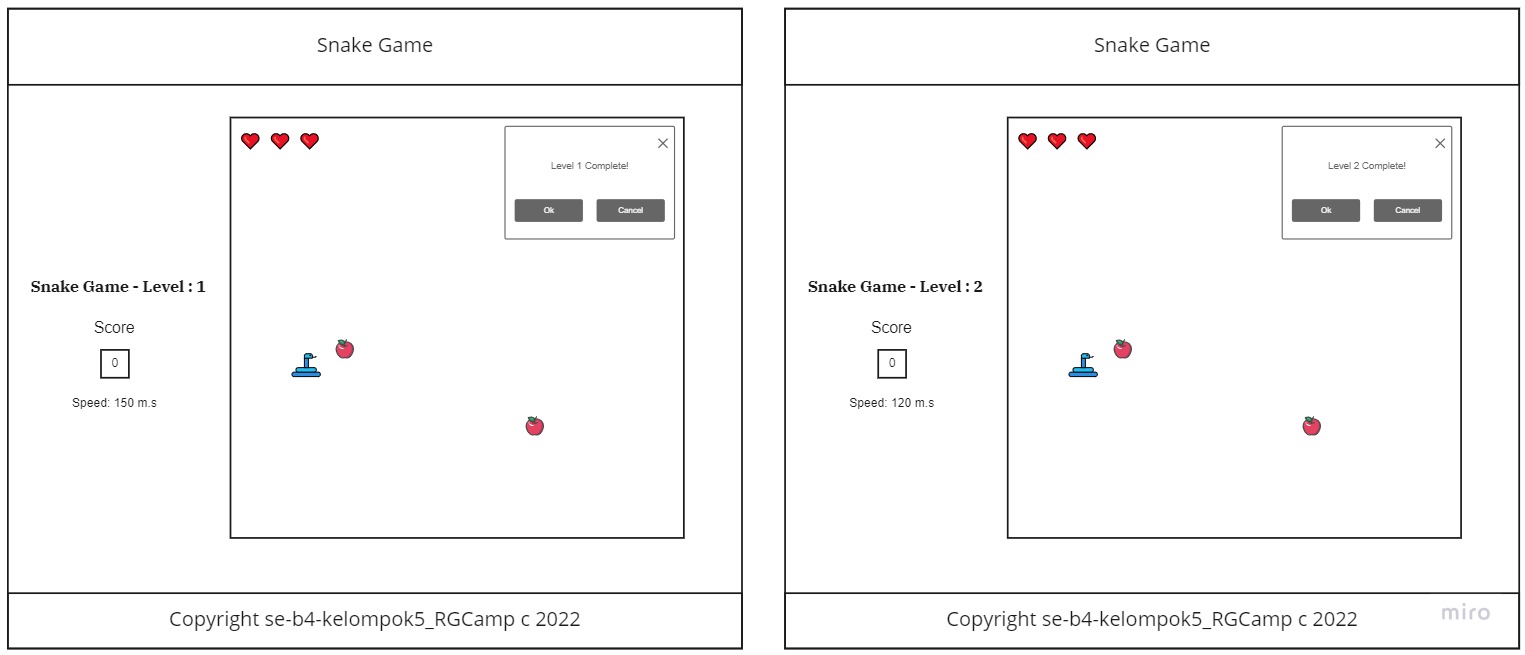 Snake Game
Level 1 Complete!
Ok Cancel
Snake Game - Level : 1
Score
0
Speed: 150 m.s
Copyright se-b4-kelompok5_RGCamp c 2022
Snake Game
Level 2 Complete!
Ok Cancel
Snake Game - Level : 2
Score
0
Speed: 120 m.s
Copyright se-b4-kelompok5_RGCamp c 2022
miro